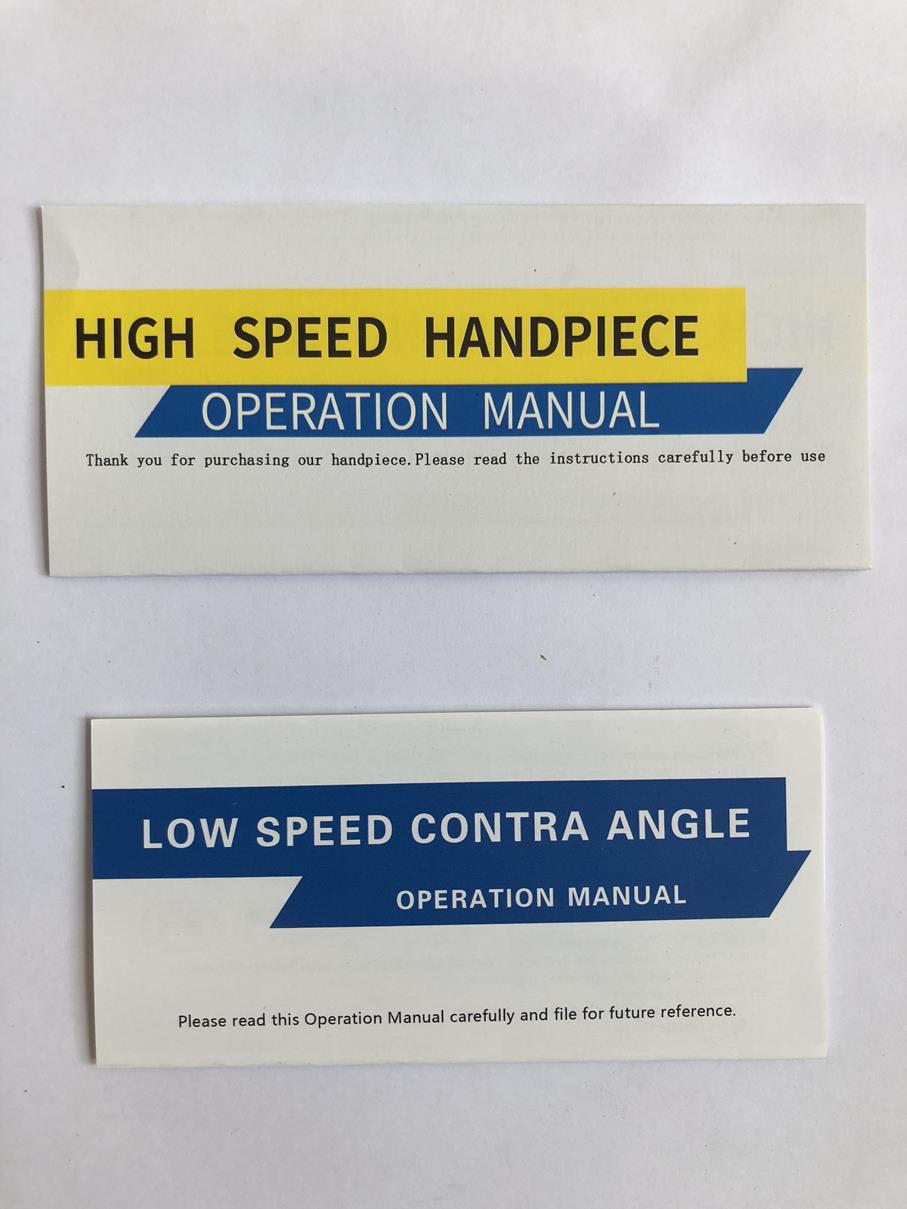 HIGH SPEED HANDPIECE
OPERATION MANUAL
Thank you for purchasing our handpiece.Please read the instructions carefully before use
LOW SPEED CONTRA ANGLE
OPERATION MANUAL
Please read this Operation Manual carefully and file for future reference.